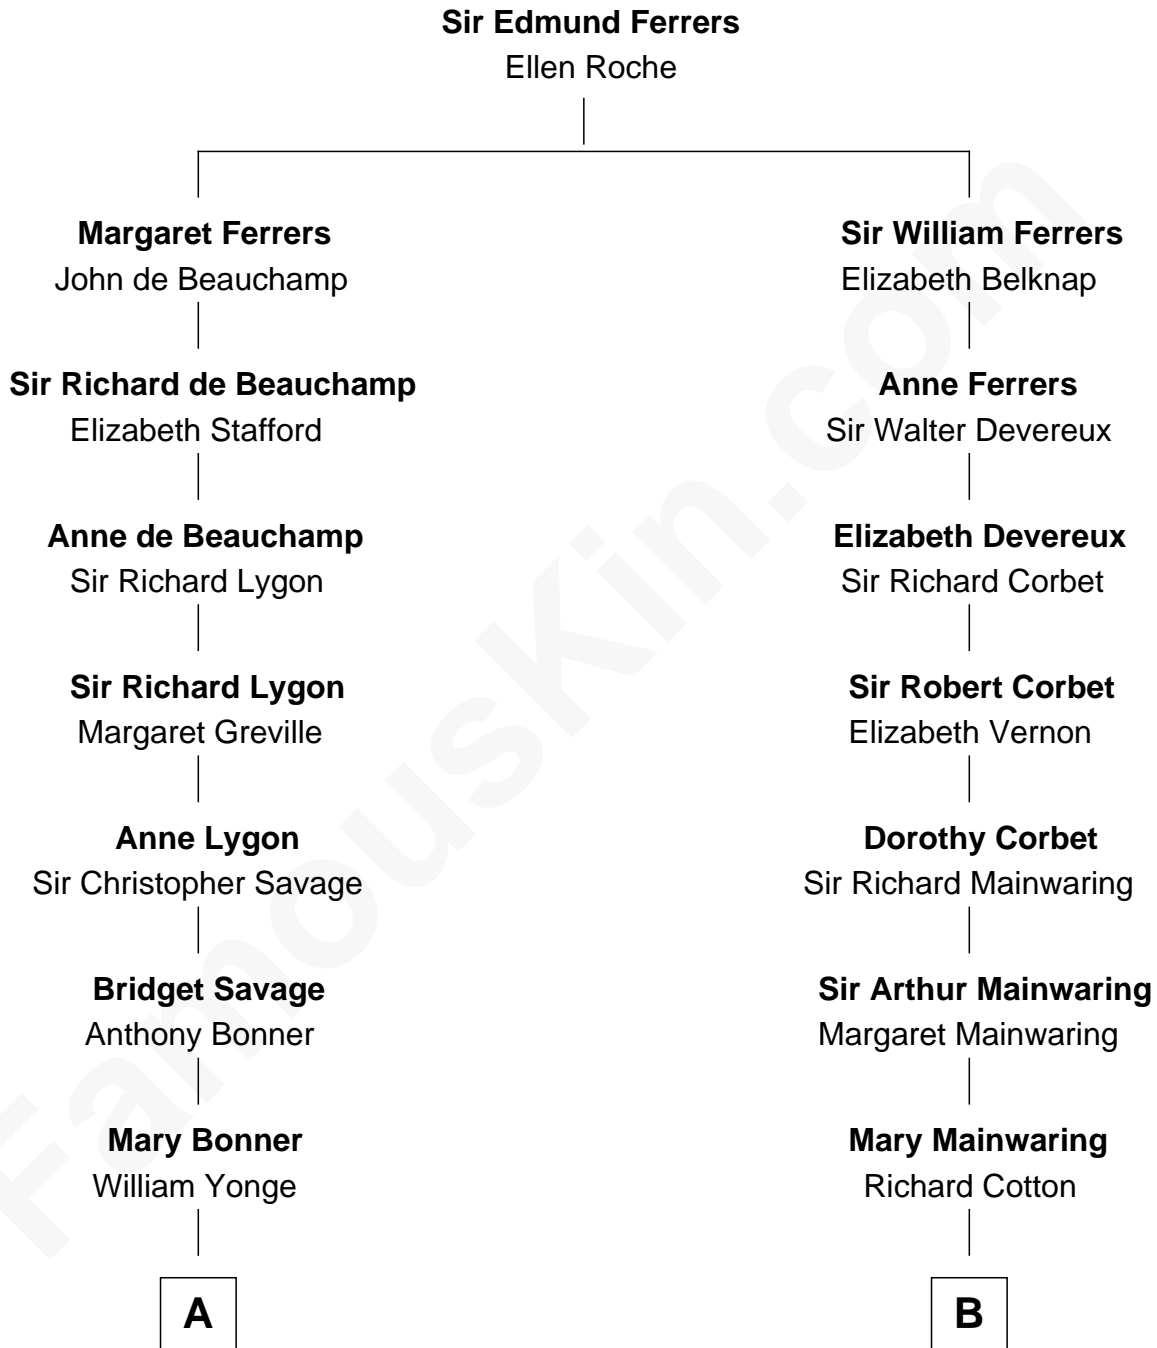 Sir Edmund Ferrers
Ellen Roche
Margaret Ferrers
John de Beauchamp
Sir William Ferrers
Elizabeth Belknap
Sir Richard de Beauchamp
Elizabeth Stafford
Anne Ferrers
Sir Walter Devereux
Anne de Beauchamp
Sir Richard Lygon
Elizabeth Devereux
Sir Richard Corbet
Sir Richard Lygon
Margaret Greville
Sir Robert Corbet
Elizabeth Vernon
Anne Lygon
Sir Christopher Savage
Dorothy Corbet
Sir Richard Mainwaring
Bridget Savage
Anthony Bonner
Sir Arthur Mainwaring
Margaret Mainwaring
Mary Bonner
William Yonge
Mary Mainwaring
Richard Cotton
A
B
FamousKin.com